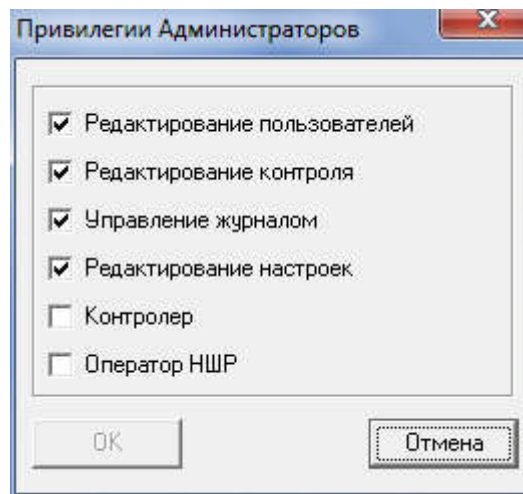 Привилегии Администраторов
Редактирование пользователей
Редактирование контроля
Управление журналом
Редактирование настроек
Контролер
Оператор НШР
OK
Отмена